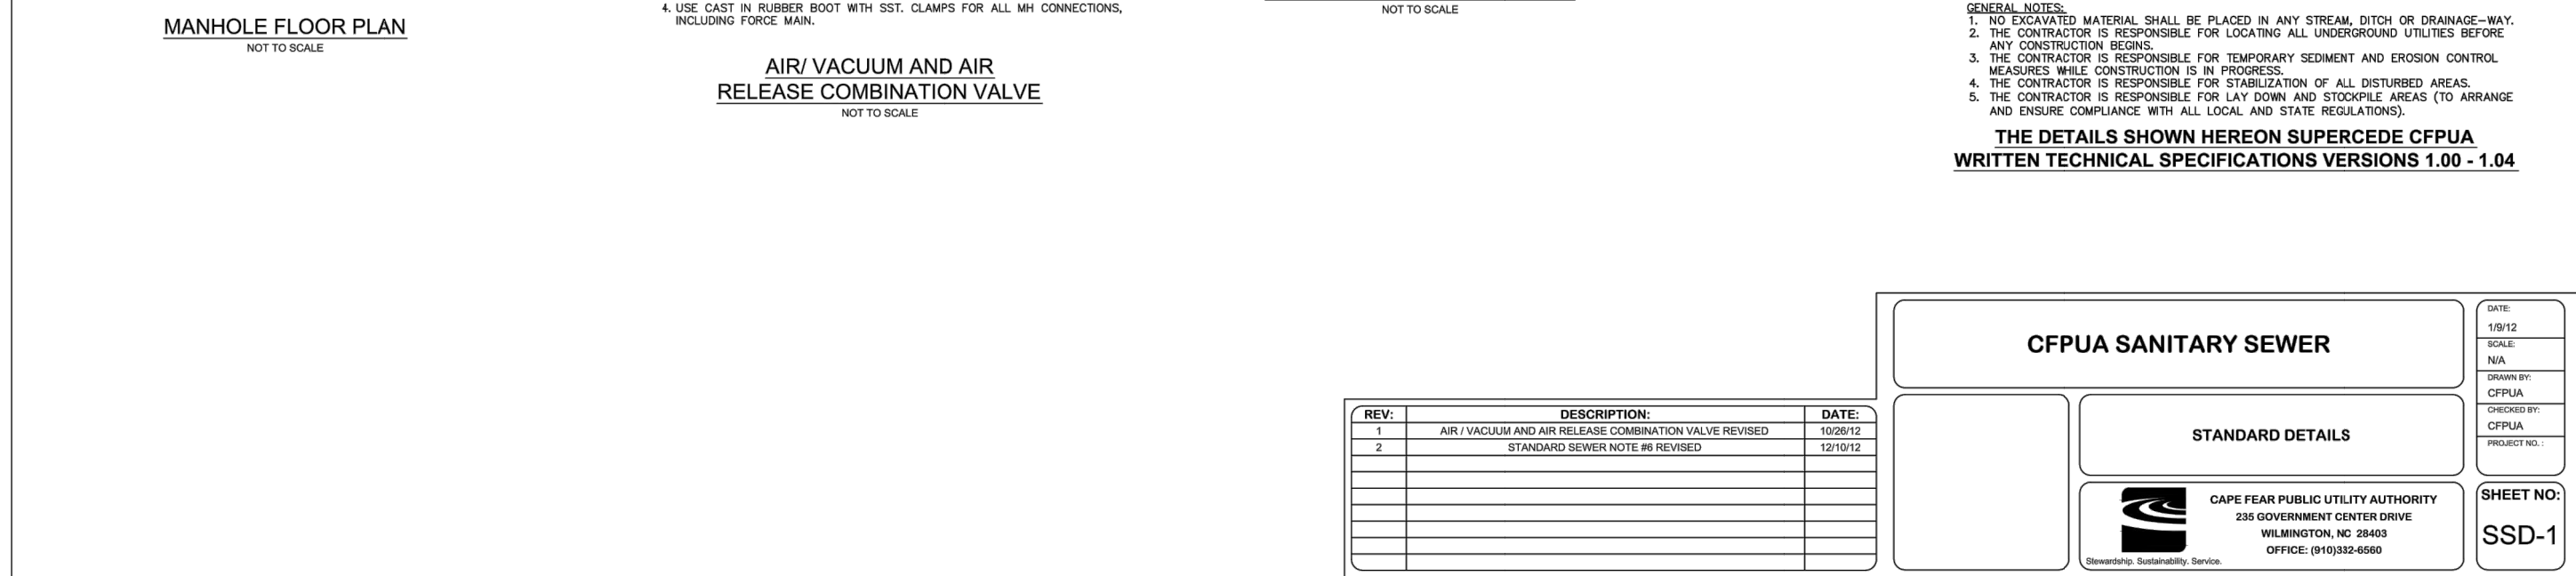 MANHOLE FLOOR PLAN
NOT TO SCALE
4. USE CAST IN RUBBER BOOT WITH SST. CLAMPS FOR ALL MH CONNECTIONS,
INCLUDING FORCE MAIN.
AIR/ VACUUM AND AIR
RELEASE COMBINATION VALVE
NOT TO SCALE
NOT TO SCALE
GENERAL NOTES:
1. NO EXCAVATED MATERIAL SHALL BE PLACED IN ANY STREAM, DITCH OR DRAINAGE-WAY.
2. THE CONTRACTOR IS RESPONSIBLE FOR LOCATING ALL UNDERGROUND UTILITIES BEFORE
ANY CONSTRUCTION BEGINS.
3. THE CONTRACTOR IS RESPONSIBLE FOR TEMPORARY SEDIMENT AND EROSION CONTROL
MEASURES WHILE CONSTRUCTION IS IN PROGRESS.
4. THE CONTRACTOR IS RESPONSIBLE FOR STABILIZATION OF ALL DISTURBED AREAS.
5. THE CONTRACTOR IS RESPONSIBLE FOR LAY DOWN AND STOCKPILE AREAS (TO ARRANGE
AND ENSURE COMPLIANCE WITH ALL LOCAL AND STATE REGULATIONS).
THE DETAILS SHOWN HEREON SUPERCEDE CFPUA
WRITTEN TECHNICAL SPECIFICATIONS VERSIONS 1.00 - 1.04
REV: DESCRIPTION: DATE:
1 AIR / VACUUM AND AIR RELEASE COMBINATION VALVE REVISED 10/26/12
2 STANDARD SEWER NOTE #6 REVISED 12/10/12
CFPUA SANITARY SEWER
STANDARD DETAILS
CAPE FEAR PUBLIC UTILITY AUTHORITY
235 GOVERNMENT CENTER DRIVE
WILMINGTON, NC 28403
OFFICE: (910)332-6560
Stewardship. Sustainability. Service.
DATE:
1/9/12
SCALE:
N/A
DRAWN BY:
CFPUA
CHECKED BY:
CFPUA
PROJECT NO. :
SHEET NO:
SSD-1